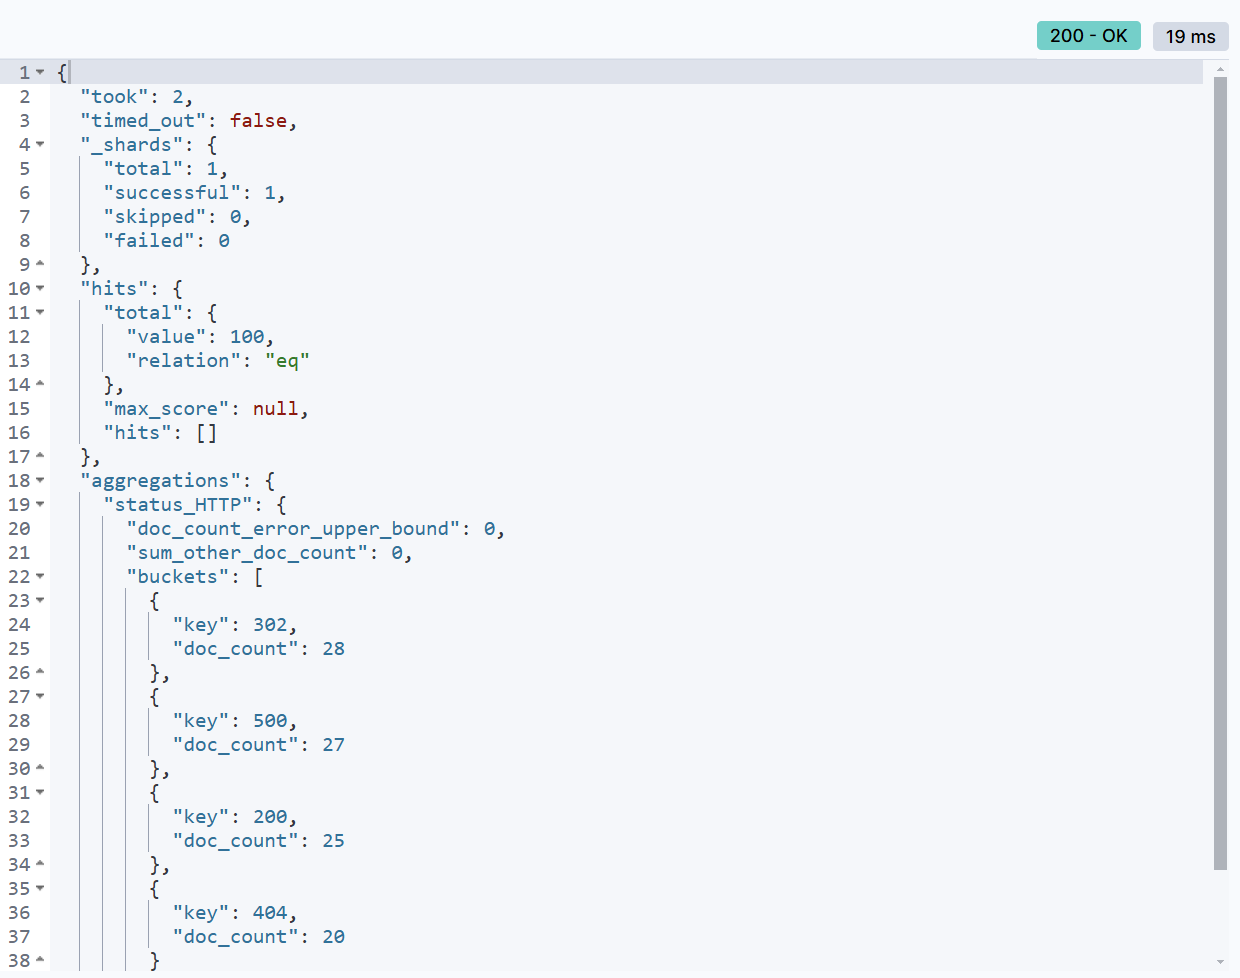 200 - OK 19 ms
1 {
2 "took": 2,
3 "timed_out": false,
4 "_shards": {
5 "total": 1,
6 "successful": 1,
7 "skipped": 0,
8 "failed": 0
9 },
10 "hits": {
11 "total": {
12 "value": 100,
13 "relation": "eq"
14 },
15 "max_score": null,
16 "hits": []
17 },
18 "aggregations": {
19 "status_HTTP": {
20 "doc_count_error_upper_bound": 0,
21 "sum_other_doc_count": 0,
22 "buckets": [
23 {
24 "key": 302,
25 "doc_count": 28
26 },
27 {
28 "key": 500,
29 "doc_count": 27
30 },
31 {
32 "key": 200,
33 "doc_count": 25
34 },
35 {
36 "key": 404,
37 "doc_count": 20
38 }